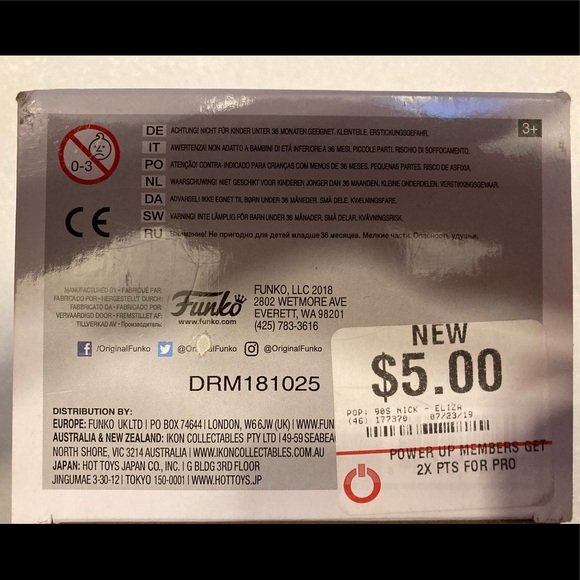 0-3
3+
DE ACHTUNG! NICHT FÜR KINDER UNTER 36 MONATEN GEEIGNET. KLEINTEILE. ERSTICKUNGSGEFAHR.
IT AVVERTENZA! NON ADATTO A BAMBINI DI ETÀ INFERIORE A 36 MESI. PICCOLE PARTI. RISCHIO DI SOFFOCAMENTO.
PO ATENÇÃO! CONTRA-INDICADO PARA CRIANÇAS COM MENOS DE 36 MESES. PEQUENAS PARTES. RISCO DE ASFIXIA.
NL WAARSCHUWING! NIET GESCHIKT VOOR KINDEREN JONGER DAN 36 MAANDEN. KLEINE ONDERDELEN. VERSTIKKINGSGEVAAR.
DA ADVARSEL! IKKE EGNET TIL BØRN UNDER 36 MÅNEDER. SMÅ DELE. KVÆLNINGSFARE.
SW VARNING! INTE LÄMPLIG FÖR BARN UNDER 36 MÅNADER. SMÅ DELAR. KVÄVNINGSRISK.
RU Внимание! Не пригодно для детей младше 36 месяцев. Мелкие части. Опасность удушья.
CE
MANUFACTURED BY • FABRIQUÉ PAR:
FABRICADO POR • HERGESTELLT DURCH:
FABBRICATO DA • FABRICADO POR:
VERVAARDIGD DOOR • FREMSTILLET AF:
TILLVERKAD AV • Производитель:
Funko
www.funko.com
FUNKO, LLC 2018
2802 WETMORE AVE
EVERETT, WA 98201
(425) 783-3616
f /OriginalFunko @OriginalFunko @OriginalFunko
DRM181025
DISTRIBUTION BY:
EUROPE: FUNKO UK LTD | PO BOX 74644 | LONDON, W6 6JW (UK) | WWW.FUN
AUSTRALIA & NEW ZEALAND: IKON COLLECTABLES PTY LTD | 49-59 SEABEA
NORTH SHORE, VIC 3214 AUSTRALIA | WWW.IKONCOLLECTABLES.COM.AU
JAPAN: HOT TOYS JAPAN CO., INC. | G BLDG 3RD FLOOR
JINGUMAE 3-30-12 | TOKYO 150-0001 | WWW.HOTTOYS.JP
NEW
$5.00
POP: 90S NICK - ELIZA
(46) 177370 07/23/19
POWER UP MEMBERS GET
2X PTS FOR PRO